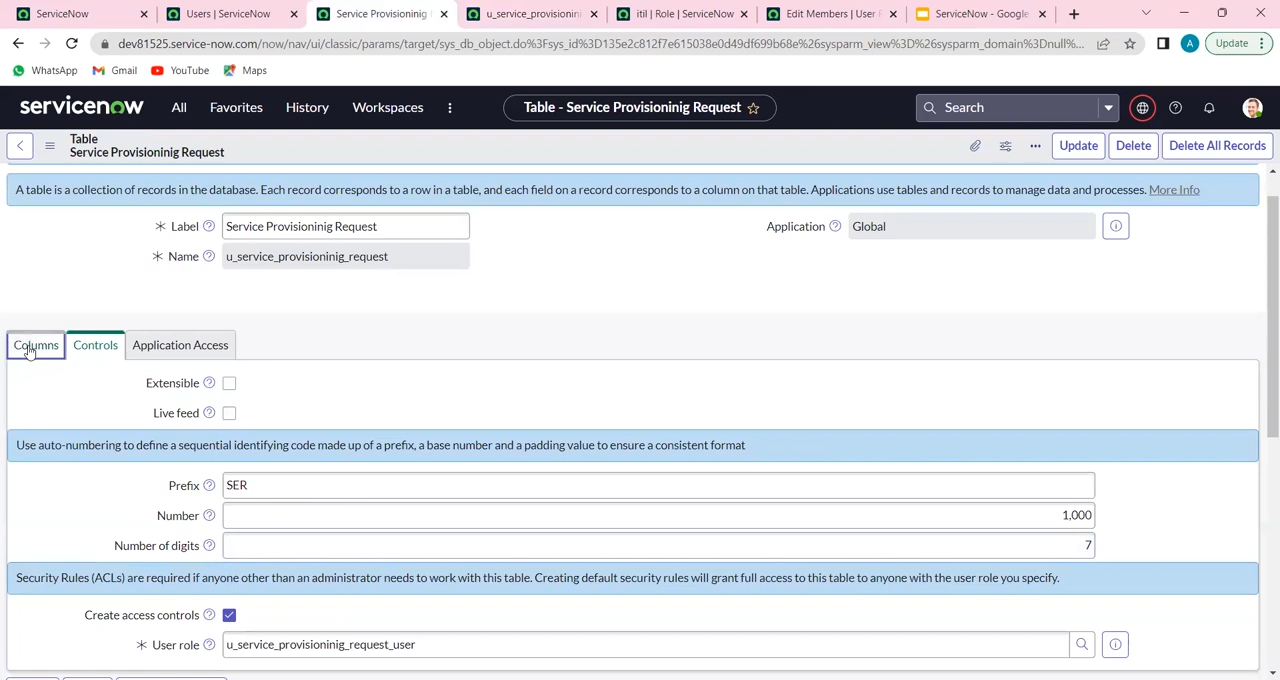 ServiceNow
Users | ServiceNow
Service Provisioninig
u_service_provisionin
itil | Role | ServiceNow
Edit Members | User R
ServiceNow - Google
dev81525.service-now.com/now/nav/ui/classic/params/target/sys_db_object.do%3Fsys_id%3D135e2c812f7e615038e0d49df699b68e%26sysparm_view%3D%26sysparm_domain%3Dnull%...
A
Update
WhatsApp
Gmail
YouTube
Maps
servicenow
All
Favorites
History
Workspaces
Table - Service Provisioninig Request
Search
Table
Service Provisioninig Request
Update
Delete
Delete All Records
A table is a collection of records in the database. Each record corresponds to a row in a table, and each field on a record corresponds to a column on that table. Applications use tables and records to manage data and processes. More Info
Label
Service Provisioninig Request
Application
Global
Name
u_service_provisioninig_request
Columns
Controls
Application Access
Extensible
Live feed
Use auto-numbering to define a sequential identifying code made up of a prefix, a base number and a padding value to ensure a consistent format
Prefix
SER
Number
1,000
Number of digits
7
Security Rules (ACLs) are required if anyone other than an administrator needs to work with this table. Creating default security rules will grant full access to this table to anyone with the user role you specify.
Create access controls
User role
u_service_provisioninig_request_user